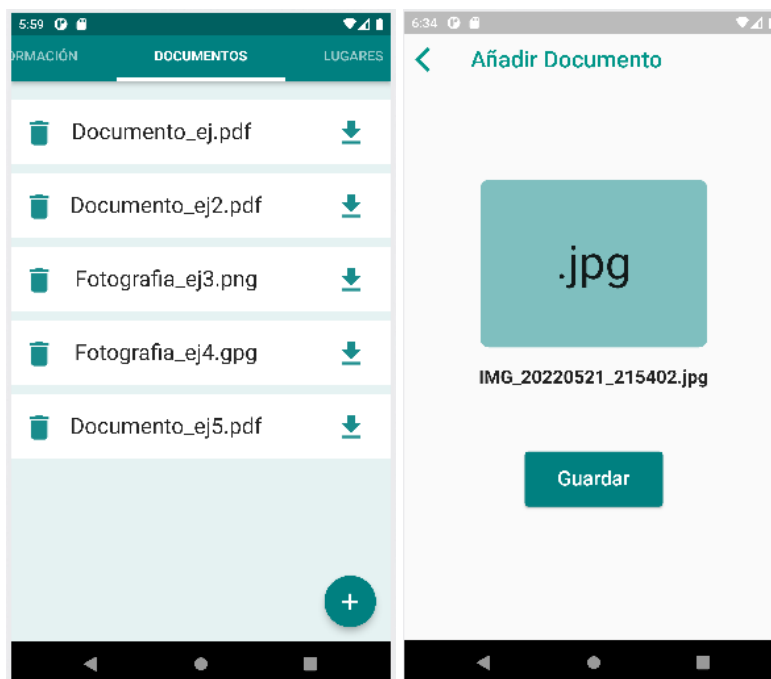 5:59
ORMACIÓN DOCUMENTOS LUGARES
Documento_ej.pdf
Documento_ej2.pdf
Fotografia_ej3.png
Fotografia_ej4.gpg
Documento_ej5.pdf
+
6:34
Añadir Documento
.jpg
IMG_20220521_215402.jpg
Guardar